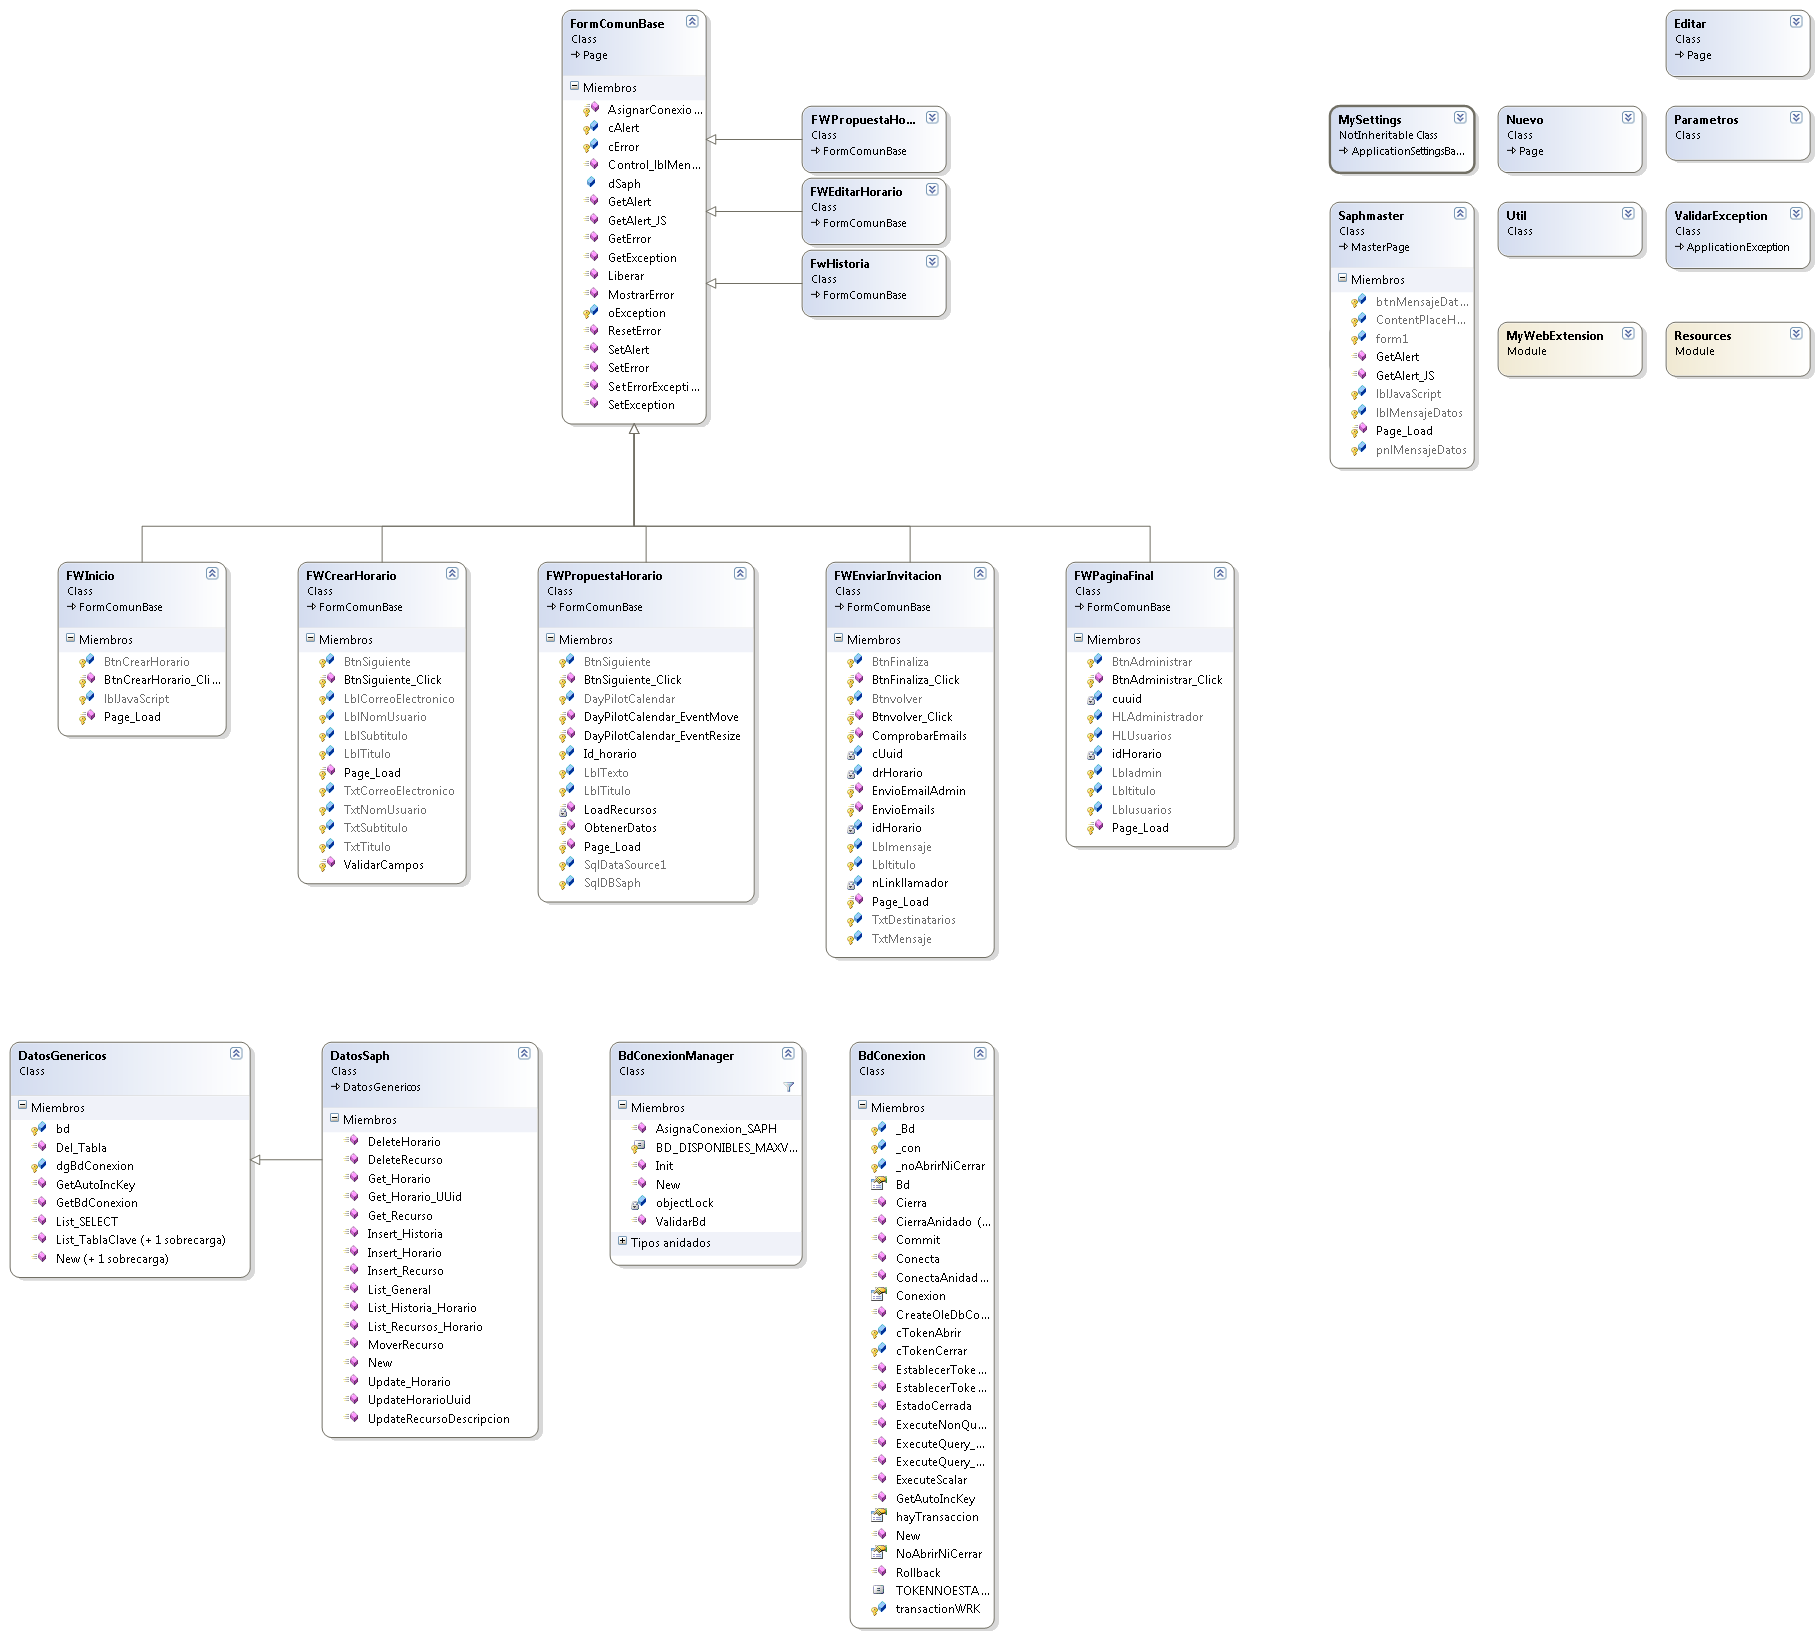 FormComunBase
Class
Page
Miembros
AsignarConexio...
cAlert
cError
Control_lblMen...
dSaph
GetAlert
GetAlert_JS
GetError
GetException
Liberar
MostrarError
oException
ResetError
SetAlert
SetError
SetErrorExcepti...
SetException
FWPropuestaHo...
Class
FormComunBase
FWEditarHorario
Class
FormComunBase
FwHistoria
Class
FormComunBase
Editar
Class
Page
MySettings
NotInheritable Class
ApplicationSettingsBa...
Nuevo
Class
Page
Parametros
Class
Saphmaster
Class
MasterPage
Miembros
btnMensajeDat...
ContentPlaceH...
form1
GetAlert
GetAlert_JS
lblJavaScript
lblMensajeDatos
Page_Load
pnlMensajeDatos
Util
Class
ValidarException
Class
ApplicationException
MyWebExtension
Module
Resources
Module
FWInicio
Class
FormComunBase
Miembros
BtnCrearHorario
BtnCrearHorario_Cli...
lblJavaScript
Page_Load
FWCrearHorario
Class
FormComunBase
Miembros
BtnSiguiente
BtnSiguiente_Click
LblCorreoElectronico
LblNomUsuario
LblSubtitulo
LblTitulo
Page_Load
TxtCorreoElectronico
TxtNomUsuario
TxtSubtitulo
TxtTitulo
ValidarCampos
FWPropuestaHorario
Class
FormComunBase
Miembros
BtnSiguiente
BtnSiguiente_Click
DayPilotCalendar
DayPilotCalendar_EventMove
DayPilotCalendar_EventResize
Id_horario
LblTexto
LblTitulo
LoadRecursos
ObtenerDatos
Page_Load
SqlDataSource1
SqlDBSaph
FWEnviarInvitacion
Class
FormComunBase
Miembros
BtnFinaliza
BtnFinaliza_Click
Btnvolver
Btnvolver_Click
ComprobarEmails
cUuid
drHorario
EnvioEmailAdmin
EnvioEmails
idHorario
Lblmensaje
Lbltitulo
nLinkllamador
Page_Load
TxtDestinatarios
TxtMensaje
FWPaginaFinal
Class
FormComunBase
Miembros
BtnAdministrar
BtnAdministrar_Click
cuuid
HLAdministrador
HLUsuarios
idHorario
Lbladmin
Lbltitulo
Lblusuarios
Page_Load
DatosGenericos
Class
Miembros
bd
Del_Tabla
dgBdConexion
GetAutoIncKey
GetBdConexion
List_SELECT
List_TablaClave (+ 1 sobrecarga)
New (+ 1 sobrecarga)
DatosSaph
Class
DatosGenericos
Miembros
DeleteHorario
DeleteRecurso
Get_Horario
Get_Horario_UUid
Get_Recurso
Insert_Historia
Insert_Horario
Insert_Recurso
List_General
List_Historia_Horario
List_Recursos_Horario
MoverRecurso
New
Update_Horario
UpdateHorarioUuid
UpdateRecursoDescripcion
BdConexionManager
Class
Miembros
AsignaConexion_SAPH
BD_DISPONIBLES_MAXV...
Init
New
objectLock
ValidarBd
Tipos anidados
BdConexion
Class
Miembros
_Bd
_con
_noAbrirNiCerrar
Bd
Cierra
CierraAnidado (...
Commit
Conecta
ConectaAnidad...
Conexion
CreateOleDbCo...
cTokenAbrir
cTokenCerrar
EstablecerToke...
EstablecerToke...
EstadoCerrada
ExecuteNonQu...
ExecuteQuery_...
ExecuteQuery_...
ExecuteScalar
GetAutoIncKey
hayTransaccion
New
NoAbrirNiCerrar
Rollback
TOKENNOESTA...
transactionWRK